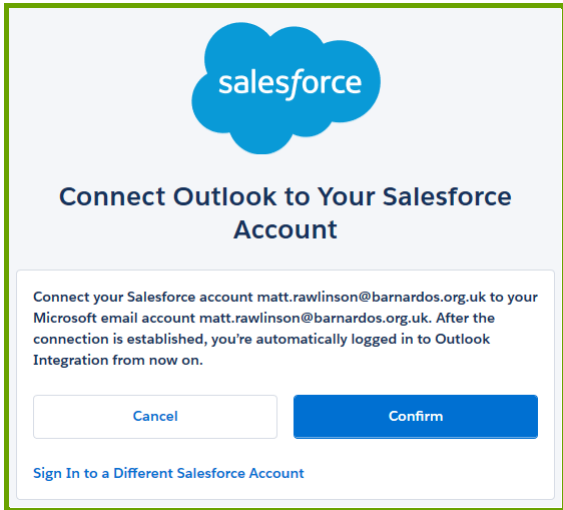 salesforce
Connect Outlook to Your Salesforce
Account
Connect your Salesforce account matt.rawlinson@barnardos.org.uk to your
Microsoft email account matt.rawlinson@barnardos.org.uk. After the
connection is established, you're automatically logged in to Outlook
Integration from now on.
Cancel
Confirm
Sign In to a Different Salesforce Account